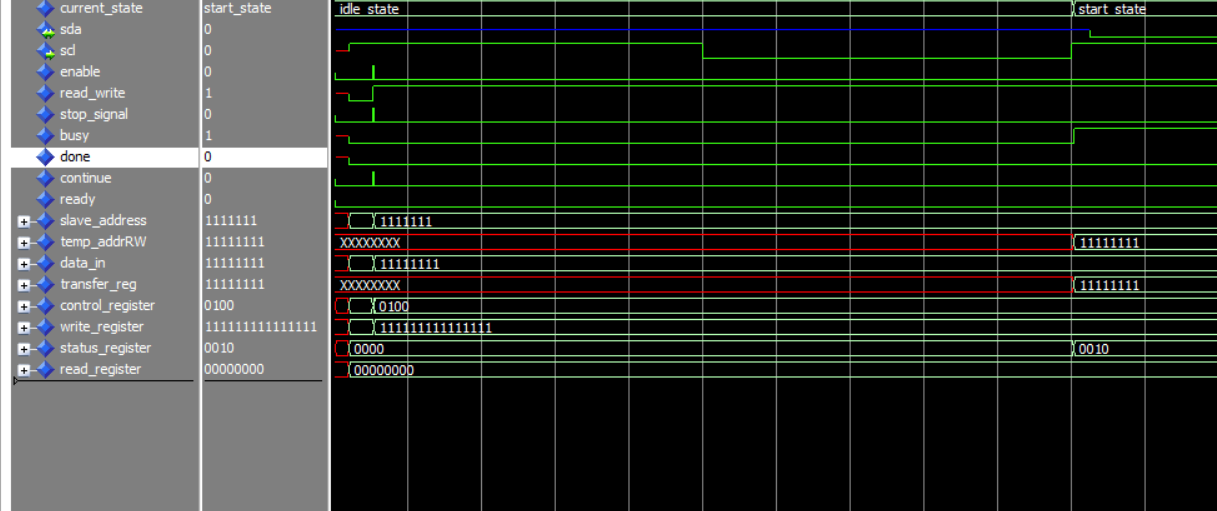 current_state start_state idle_state start_state
sda 0
scl 0
enable 0
read_write 1
stop_signal 0
busy 1
done 0
continue 0
ready 0
slave_address 1111111 1111111
temp_addrRW 11111111 XXXXXXXX 11111111
data_in 11111111 11111111
transfer_reg 11111111 XXXXXXXX 11111111
control_register 0100 0100
write_register 111111111111111 111111111111111
status_register 0010 0000 0010
read_register 00000000 00000000